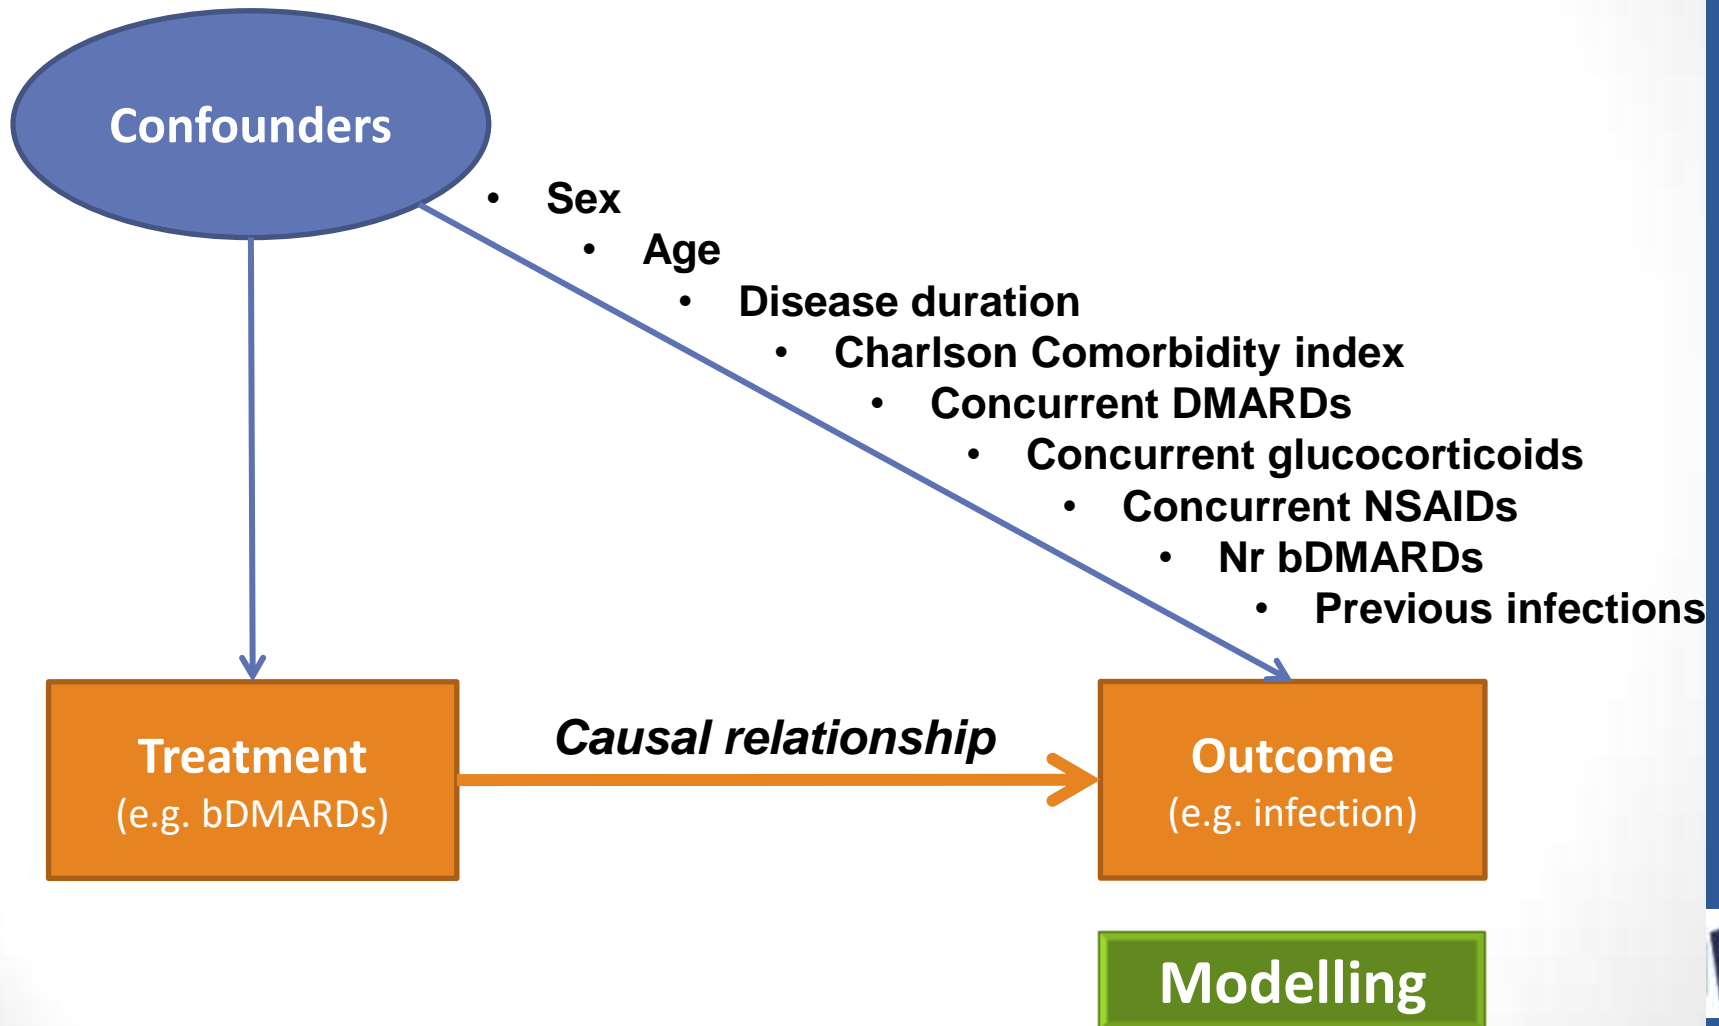 Confounders
• Sex
• Age
• Disease duration
• Charlson Comorbidity index
• Concurrent DMARDs
• Concurrent glucocorticoids
• Concurrent NSAIDs
• Nr bDMARDs
• Previous infections
Treatment
(e.g. bDMARDs)
Causal relationship
Outcome
(e.g. infection)
Modelling